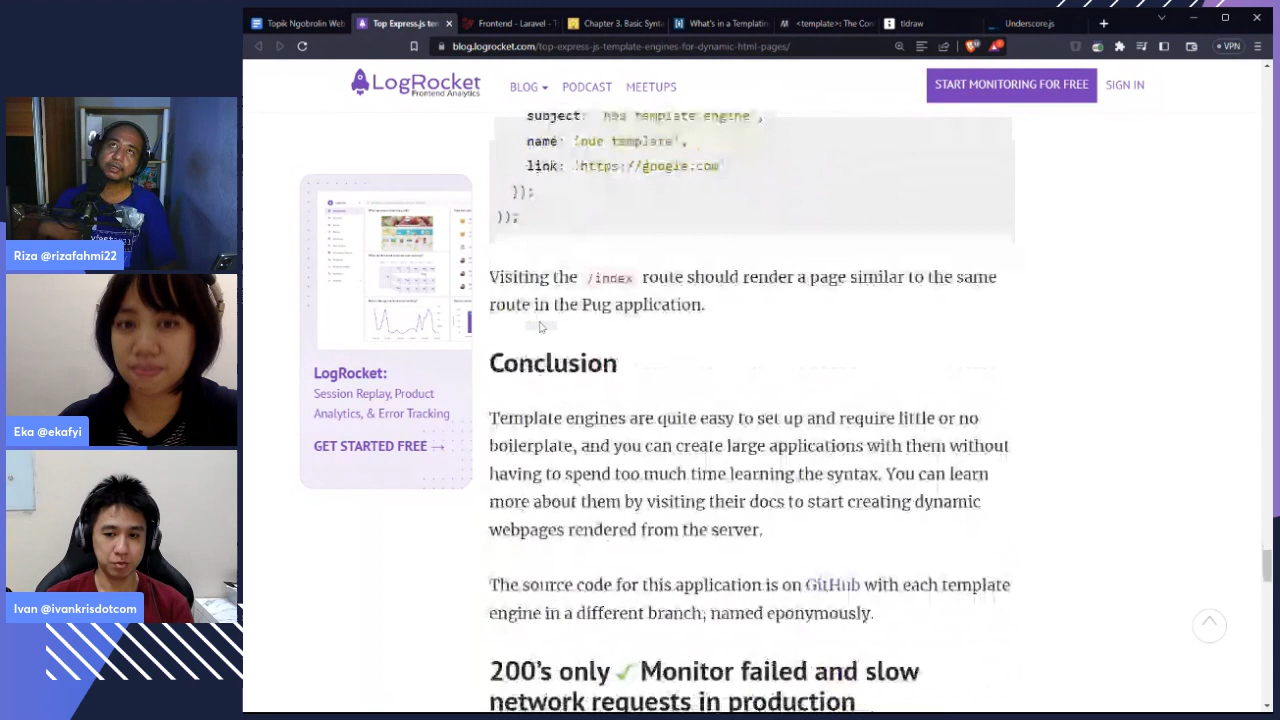 Topik Ngobrolin Web
Top Express.js tem
Frontend - Laravel - T
Chapter 3. Basic Synta
What's in a Templatin
<template>: The Con
tldraw
Underscore.js
blog.logrocket.com/top-express-js-template-engines-for-dynamic-html-pages/
VPN
LogRocket
Frontend Analytics
BLOG
PODCAST
MEETUPS
START MONITORING FOR FREE
SIGN IN
subject: template engine',
name: template',
link: 'https://google.com'
});
});
Visiting the /index route should render a page similar to the same
route in the Pug application.
Conclusion
Template engines are quite easy to set up and require little or no
boilerplate, and you can create large applications with them without
having to spend too much time learning the syntax. You can learn
more about them by visiting their docs to start creating dynamic
webpages rendered from the server.
The source code for this application is on GitHub with each template
engine in a different branch, named eponymously.
200's only ✓ Monitor failed and slow
network requests in production
LogRocket:
Session Replay, Product
Analytics, & Error Tracking
GET STARTED FREE →
Riza @rizafahmi22
Eka @ekafyi
Ivan @ivankrisdotcom